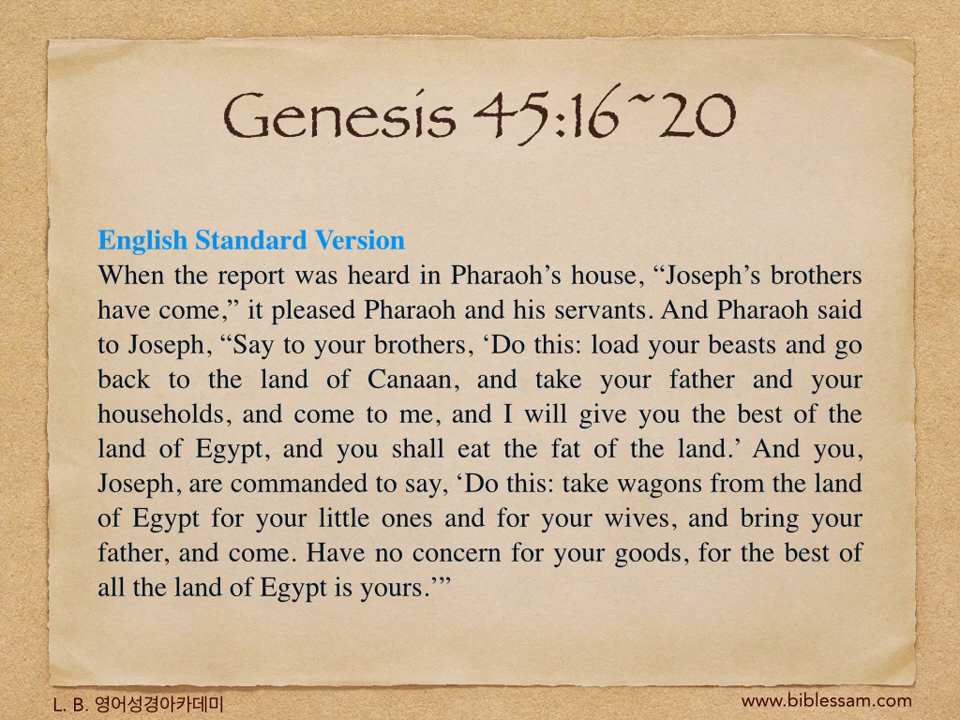 Genesis 45:16~20
English Standard Version
When the report was heard in Pharaoh’s house, “Joseph’s brothers
have come,” it pleased Pharaoh and his servants. And Pharaoh said
to Joseph, “Say to your brothers, ‘Do this: load your beasts and go
back to the land of Canaan, and take your father and your
households, and come to me, and I will give you the best of the
land of Egypt, and you shall eat the fat of the land.’ And you,
Joseph, are commanded to say, ‘Do this: take wagons from the land
of Egypt for your little ones and for your wives, and bring your
father, and come. Have no concern for your goods, for the best of
all the land of Egypt is yours.’”
L. B. 영어성경아카데미
www.biblessam.com